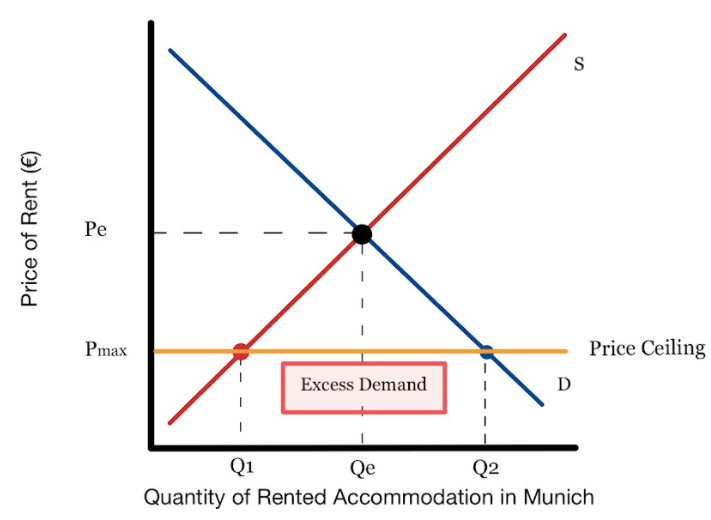 S
Price of Rent (€)
Pe
Pmax
Price Ceiling
Excess Demand
D
Q1
Qe
Q2
Quantity of Rented Accommodation in Munich